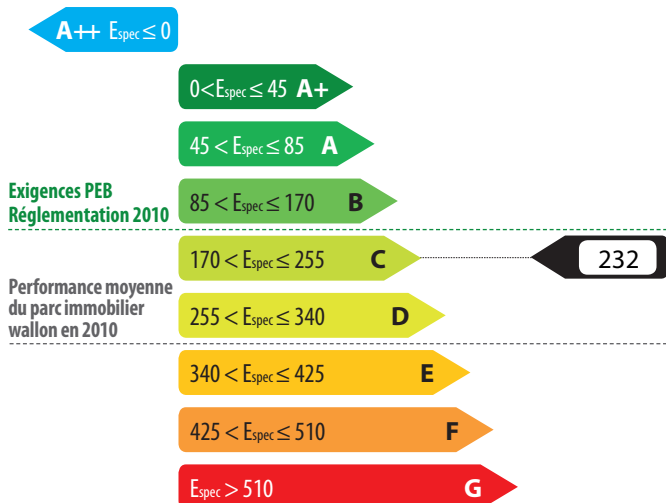 A++ Espec ≤ 0
0<Espec ≤ 45 A+
45 < Espec ≤ 85 A
Exigences PEB
Réglementation 2010
85 < Espec ≤ 170 B
170 < Espec ≤ 255 C
232
Performance moyenne
du parc immobilier
wallon en 2010
255 < Espec ≤ 340 D
340 < Espec ≤ 425 E
425 < Espec ≤ 510 F
Espec > 510 G